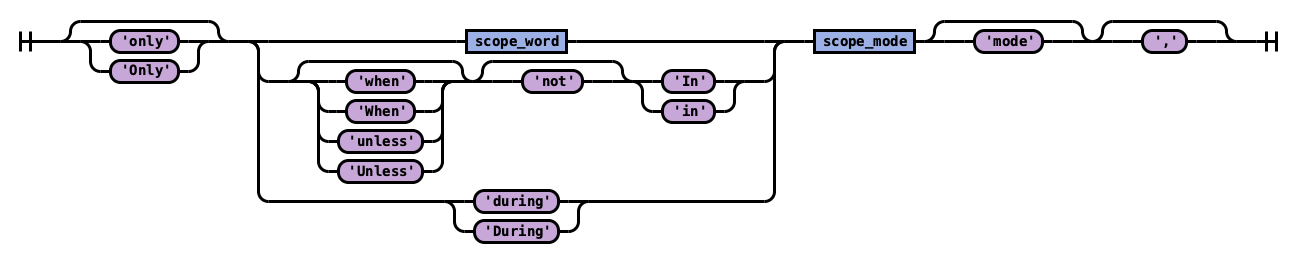 'only' scope_word scope_mode 'mode' ','
'Only'
'when' 'not' 'In'
'When' 'in'
'unless'
'Unless'
'during'
'During'